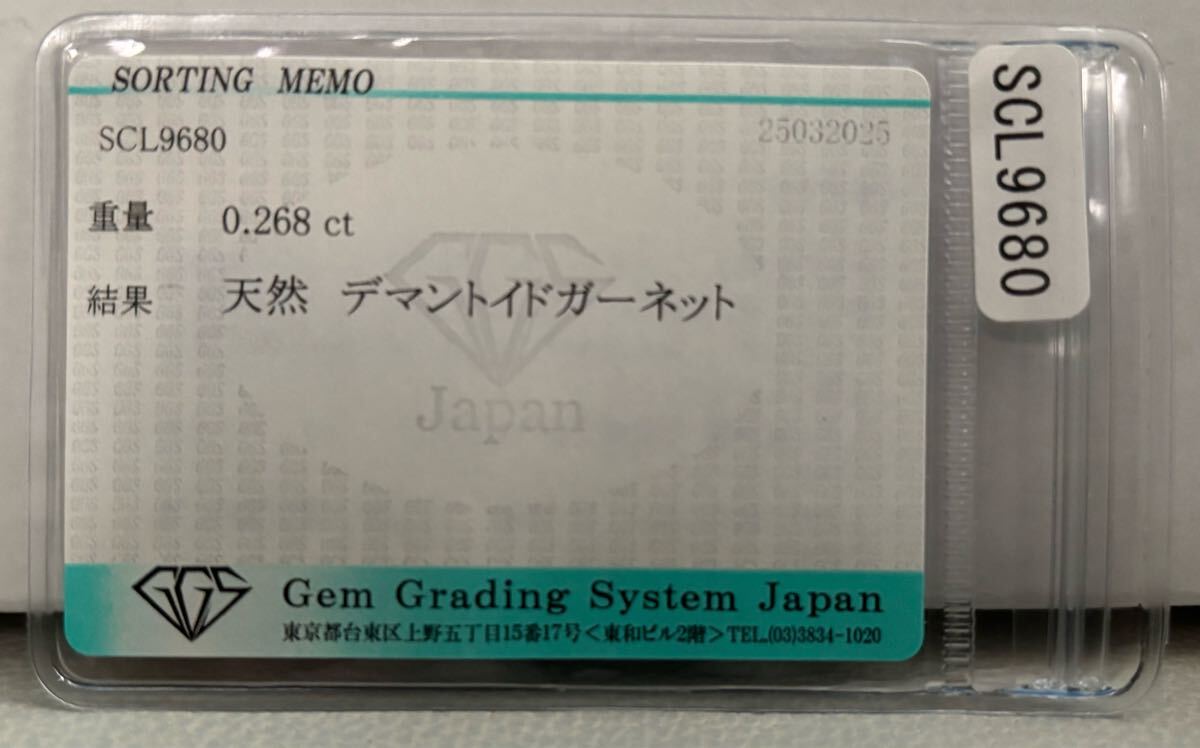 SORTING MEMO
SCL9680
25032025
重量 0.268 ct
結果 天然 デマントイドガーネット
GGS
Japan
GGS
Gem Grading System Japan
東京都台東区上野五丁目15番17号＜東和ビル2階＞TEL.(03)3834-1020
SCL9680